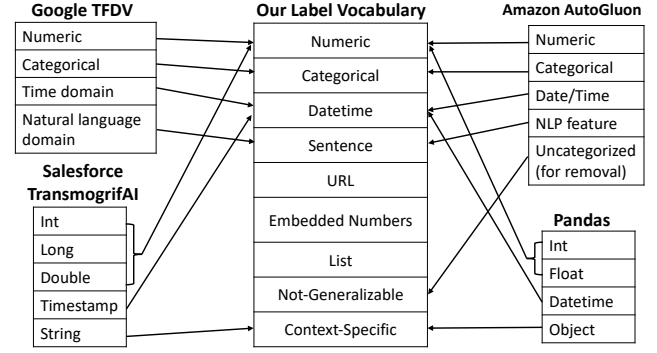 Google TFDV
Numeric
Categorical
Time domain
Natural language
domain
Salesforce
TransmogrifAI
Int
Long
Double
Timestamp
String
Our Label Vocabulary
Numeric
Categorical
Datetime
Sentence
URL
Embedded Numbers
List
Not-Generalizable
Context-Specific
Amazon AutoGluon
Numeric
Categorical
Date/Time
NLP feature
Uncategorized
(for removal)
Pandas
Int
Float
Datetime
Object